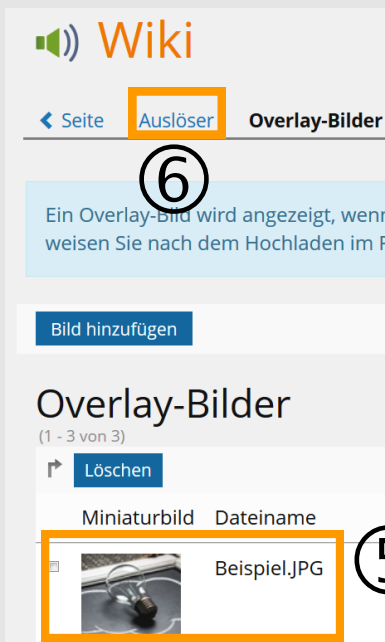 Wiki
Seite Auslöser Overlay-Bilder
⑥
Ein Overlay-Bild wird angezeigt, wenn
weisen Sie nach dem Hochladen im
Bild hinzufügen
Overlay-Bilder
(1 - 3 von 3)
Löschen
Miniaturbild Dateiname
Beispiel.JPG